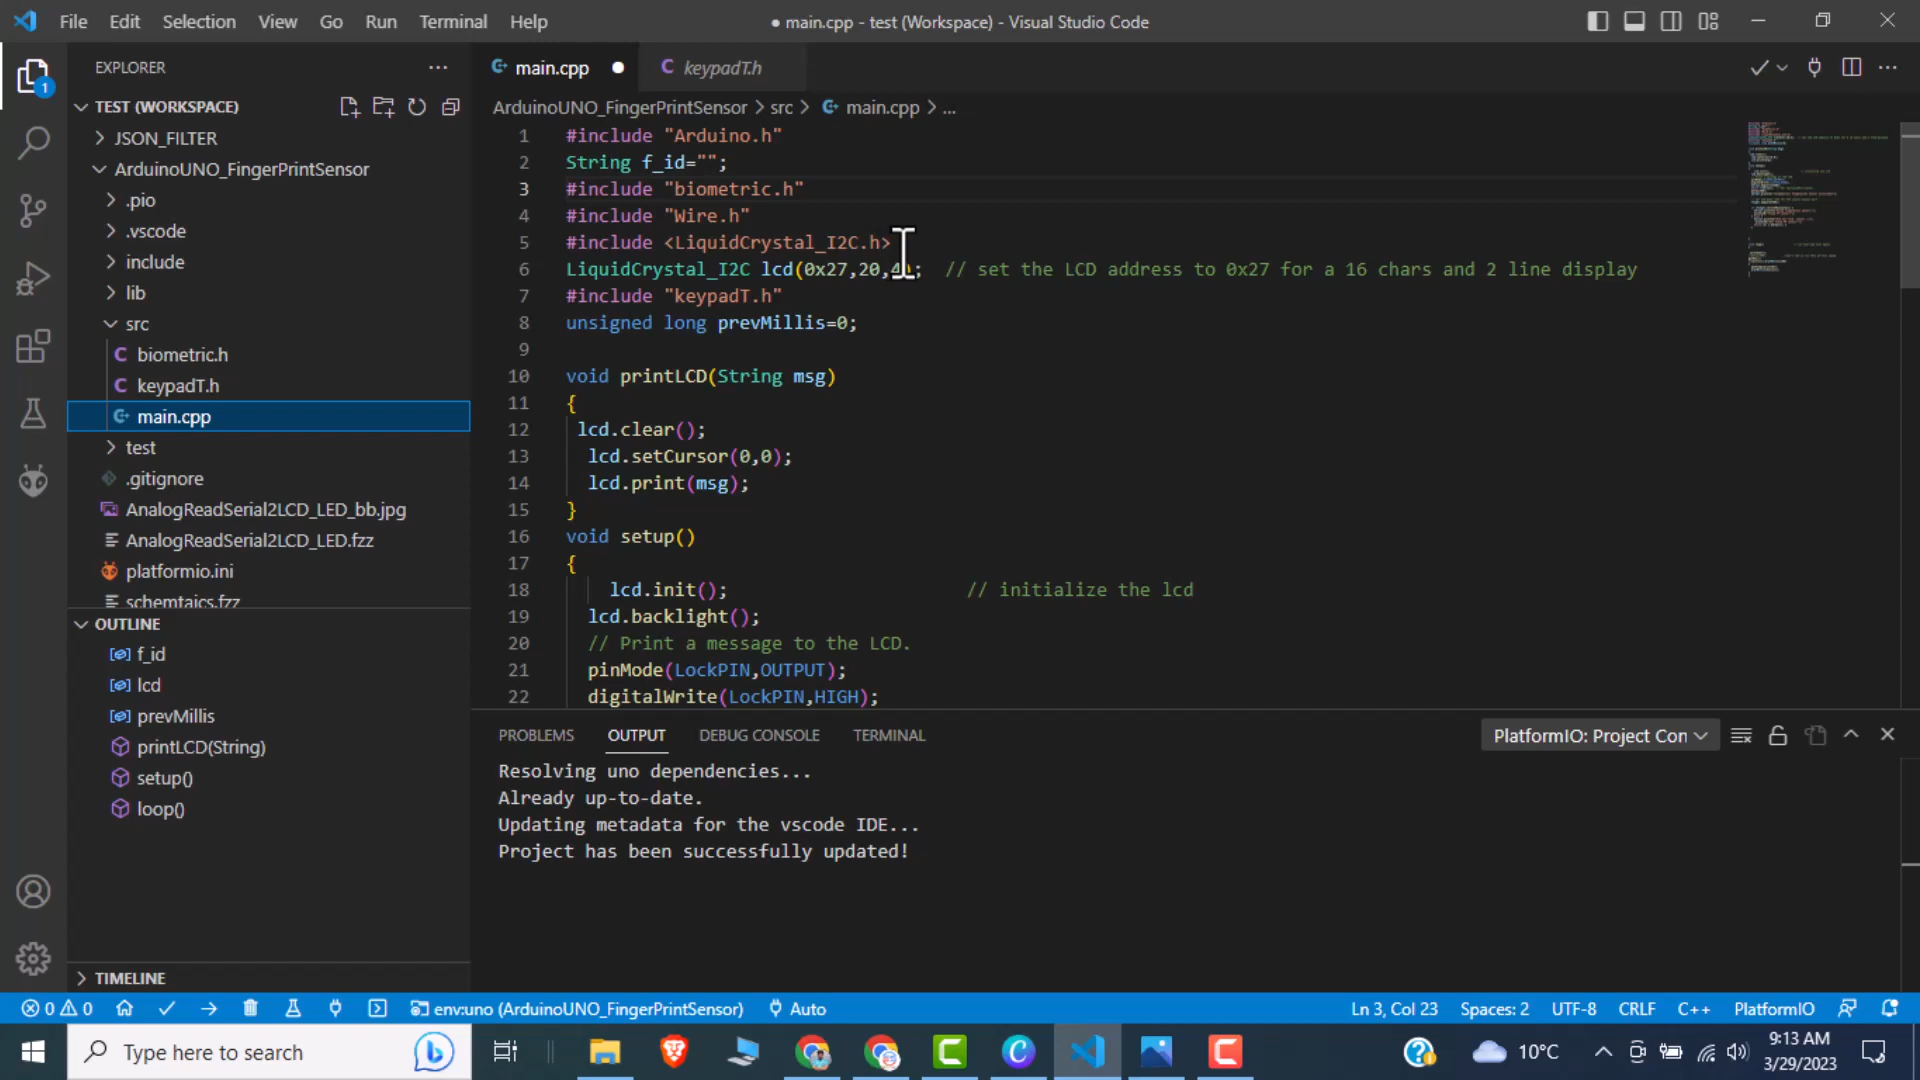 File Edit Selection View Go Run Terminal Help
● main.cpp - test (Workspace) - Visual Studio Code
EXPLORER
TEST (WORKSPACE)
JSON_FILTER
ArduinoUNO_FingerPrintSensor
.pio
.vscode
include
lib
src
biometric.h
keypadT.h
main.cpp
test
.gitignore
AnalogReadSerial2LCD_LED_bb.jpg
AnalogReadSerial2LCD_LED.fzz
platformio.ini
schemtaics.fzz
OUTLINE
f_id
lcd
prevMillis
printLCD(String)
setup()
loop()
TIMELINE
1
main.cpp
keypadT.h
ArduinoUNO_FingerPrintSensor > src > main.cpp > ...
1 #include "Arduino.h"
2 String f_id="";
3 #include "biometric.h"
4 #include "Wire.h"
5 #include <LiquidCrystal_I2C.h>
6 LiquidCrystal_I2C lcd(0x27,20,4); // set the LCD address to 0x27 for a 16 chars and 2 line display
7 #include "keypadT.h"
8 unsigned long prevMillis=0;
9
10 void printLCD(String msg)
11 {
12 lcd.clear();
13 lcd.setCursor(0,0);
14 lcd.print(msg);
15 }
16 void setup()
17 {
18 lcd.init(); // initialize the lcd
19 lcd.backlight();
20 // Print a message to the LCD.
21 pinMode(LockPIN,OUTPUT);
22 digitalWrite(LockPIN,HIGH);
PROBLEMS OUTPUT DEBUG CONSOLE TERMINAL
PlatformIO: Project Con
Resolving uno dependencies...
Already up-to-date.
Updating metadata for the vscode IDE...
Project has been successfully updated!
0 0 env:uno (ArduinoUNO_FingerPrintSensor) Auto
Ln 3, Col 23 Spaces: 2 UTF-8 CRLF C++ PlatformIO
Type here to search
10°C
9:13 AM
3/29/2023